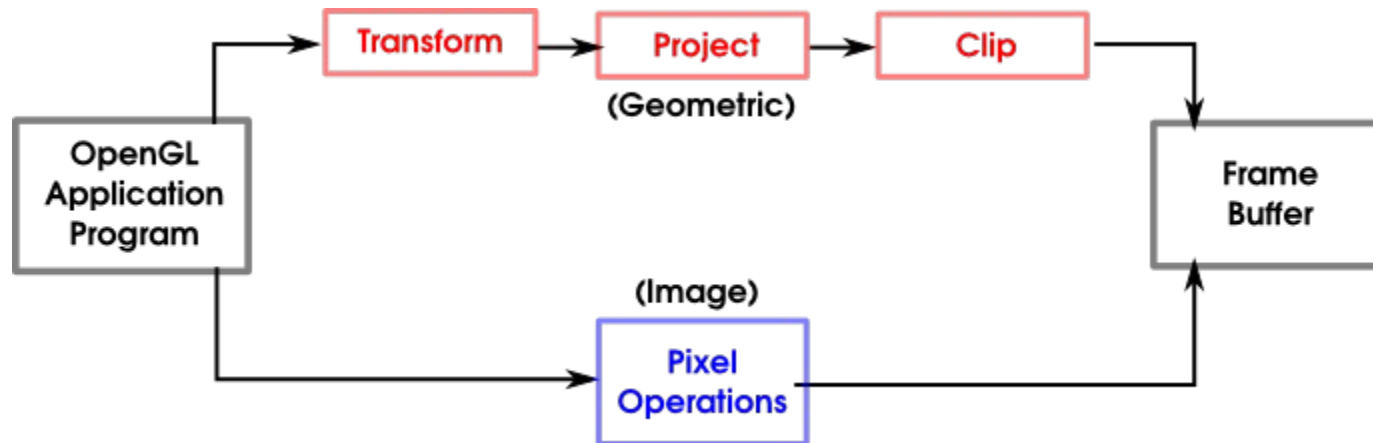 Transform
Project
Clip
(Geometric)
OpenGL
Application
Program
Frame
Buffer
(Image)
Pixel
Operations